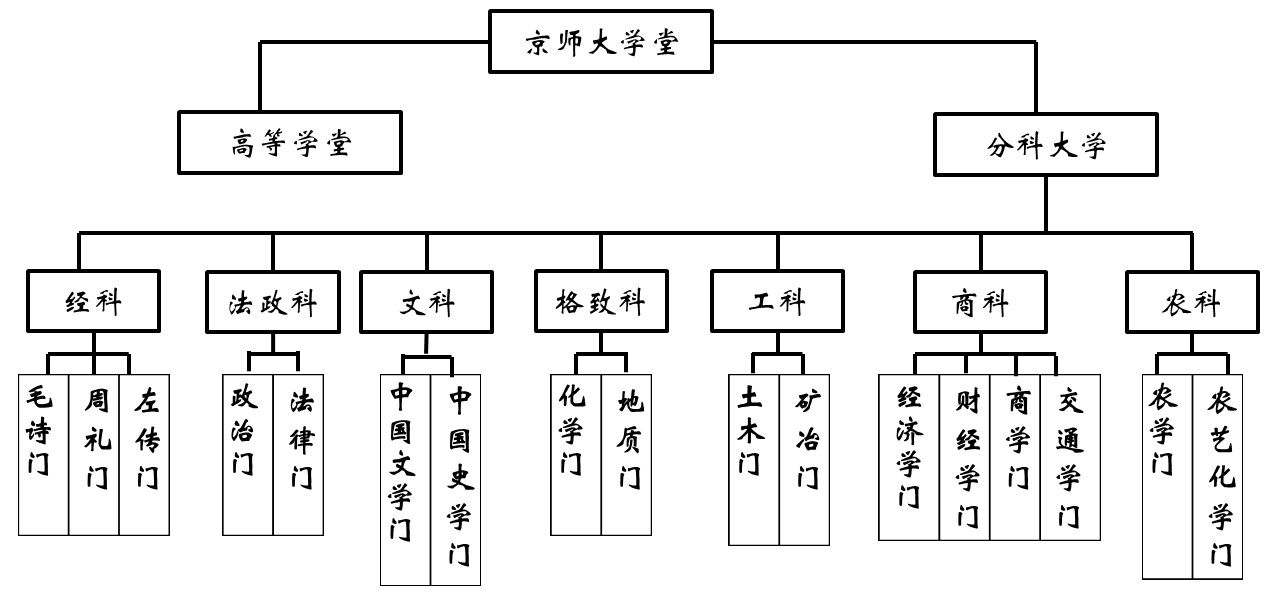 京师大学堂
高等学堂
分科大学
经科
法政科
文科
格致科
工科
商科
农科
毛诗门
周礼门
左传门
政治门
法律门
中国文学门
中国史学门
化学门
地质门
土木门
矿冶门
经济学门
财经学门
商学门
交通学门
农学门
农艺化学门